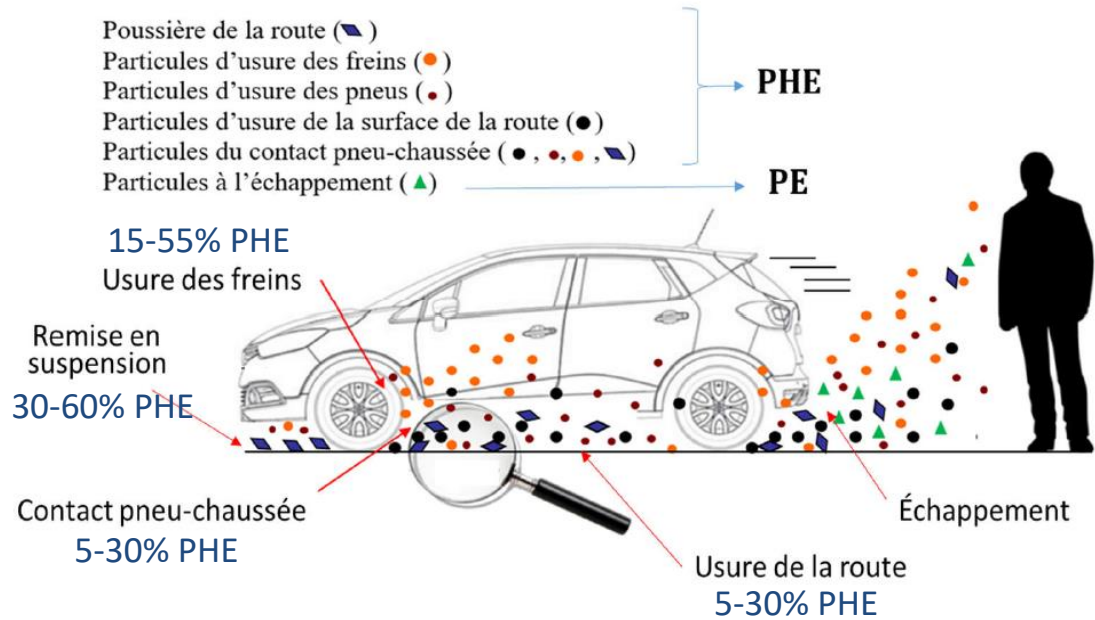 Poussière de la route ( )
Particules d'usure des freins ( )
Particules d'usure des pneus ( )
Particules d'usure de la surface de la route ( )
Particules du contact pneu-chaussée ( , , , )
Particules à l'échappement ( )
PHE
PE
15-55% PHE
Usure des freins
Remise en
suspension
30-60% PHE
Contact pneu-chaussée
5-30% PHE
Échappement
Usure de la route
5-30% PHE